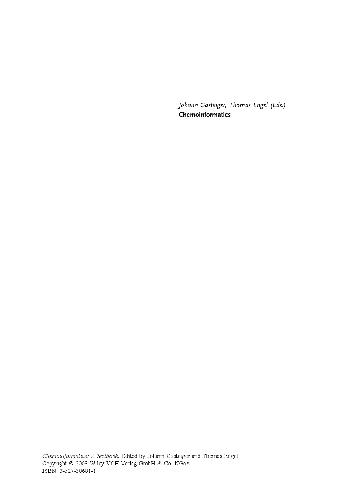 Johann Gasteiger, Thomas Engel (Eds.)
Chemoinformatics
Chemoinformatics: A Textbook. Edited by Johann Gasteiger and Thomas Engel
Copyright © 2003 Wiley-VCH Verlag GmbH & Co. KGaA.
ISBN: 3-527-30681-1